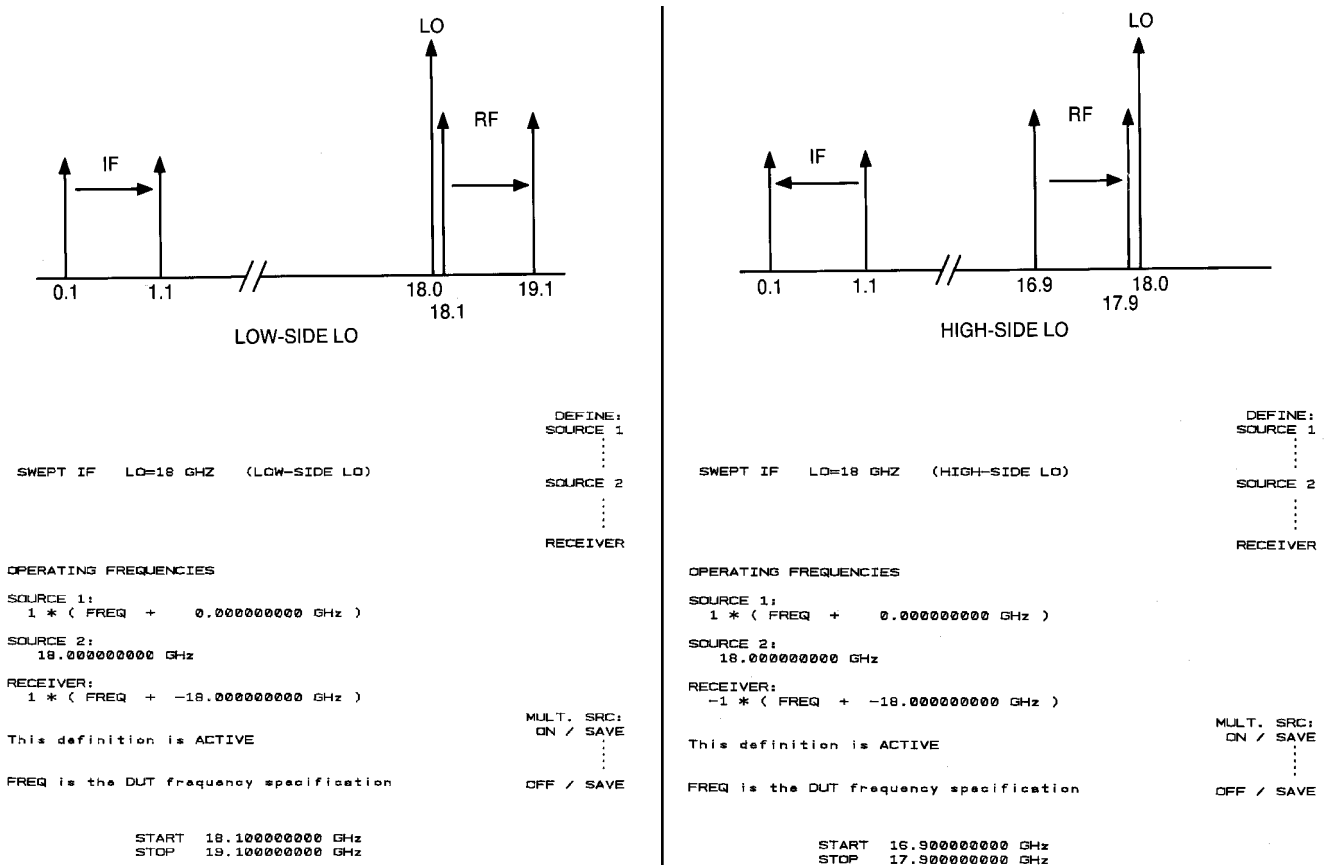 LO
RF
IF
0.1 1.1 18.0 19.1
18.1
LOW-SIDE LO
DEFINE:
SOURCE 1
SWEPT IF LO=18 GHZ (LOW-SIDE LO)
SOURCE 2
RECEIVER
OPERATING FREQUENCIES
SOURCE 1:
1 * ( FREQ + 0.000000000 GHz )
SOURCE 2:
18.000000000 GHz
RECEIVER:
1 * ( FREQ + -18.000000000 GHz )
MULT. SRC:
ON / SAVE
This definition is ACTIVE
FREQ is the DUT frequency specification
OFF / SAVE
START 18.100000000 GHz
STOP 19.100000000 GHz
LO
RF
IF
0.1 1.1 16.9 18.0
17.9
HIGH-SIDE LO
DEFINE:
SOURCE 1
SWEPT IF LO=18 GHZ (HIGH-SIDE LO)
SOURCE 2
RECEIVER
OPERATING FREQUENCIES
SOURCE 1:
1 * ( FREQ + 0.000000000 GHz )
SOURCE 2:
18.000000000 GHz
RECEIVER:
-1 * ( FREQ + -18.000000000 GHz )
MULT. SRC:
ON / SAVE
This definition is ACTIVE
FREQ is the DUT frequency specification
OFF / SAVE
START 16.900000000 GHz
STOP 17.900000000 GHz